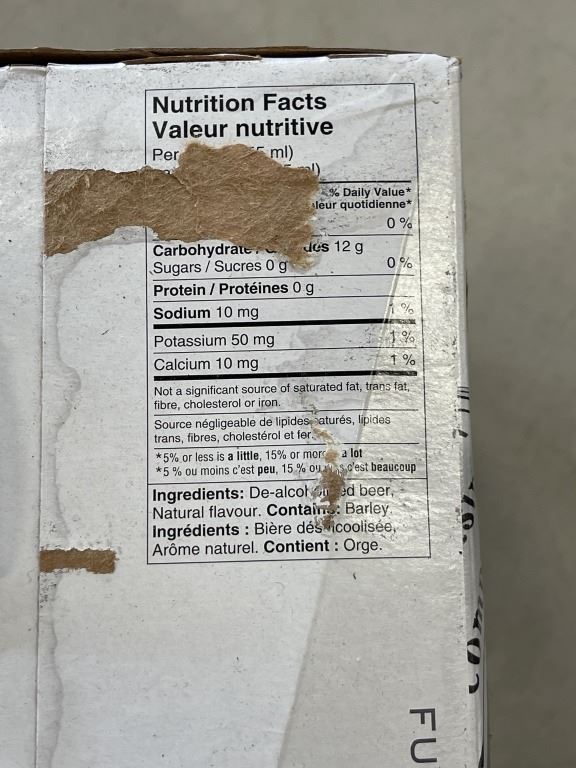 Nutrition Facts
Valeur nutritive
Per ml)
% Daily Value*
quotidienne*
0 %
Carbohydrate / 12 g
Sugars / Sucres 0 g 0 %
Protein / Protéines 0 g
Sodium 10 mg 1 %
Potassium 50 mg 1 %
Calcium 10 mg 1 %
Not a significant source of saturated fat, trans fat,
fibre, cholesterol or iron.
Source négligeable de lipides saturés, lipides
trans, fibres, cholestérol et fer.
*5% or less is a little, 15% or more a lot
*5 % ou moins c'est peu, 15 % ou c'est beaucoup
Ingredients: De-alcoholized beer,
Natural flavour. Contains: Barley
Ingrédients : Bière désalcoolisée,
Arôme naturel. Contient : Orge.
FU